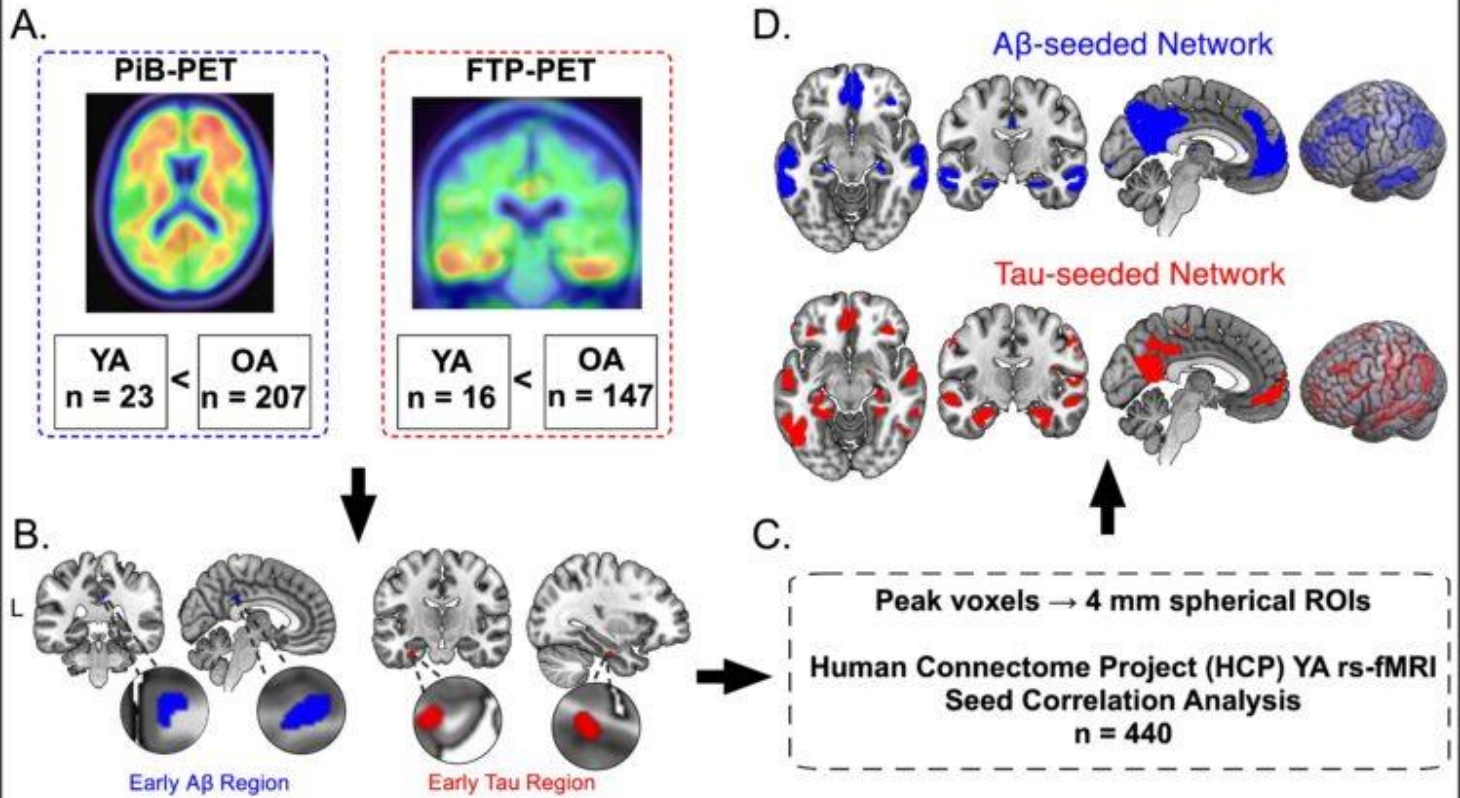 A.
PiB-PET
FTP-PET
YA
n = 23
<
OA
n = 207
YA
n = 16
<
OA
n = 147
B.
L
Early Aβ Region
Early Tau Region
C.
Peak voxels → 4 mm spherical ROIs
Human Connectome Project (HCP) YA rs-fMRI
Seed Correlation Analysis
n = 440
D.
Aβ-seeded Network
Tau-seeded Network